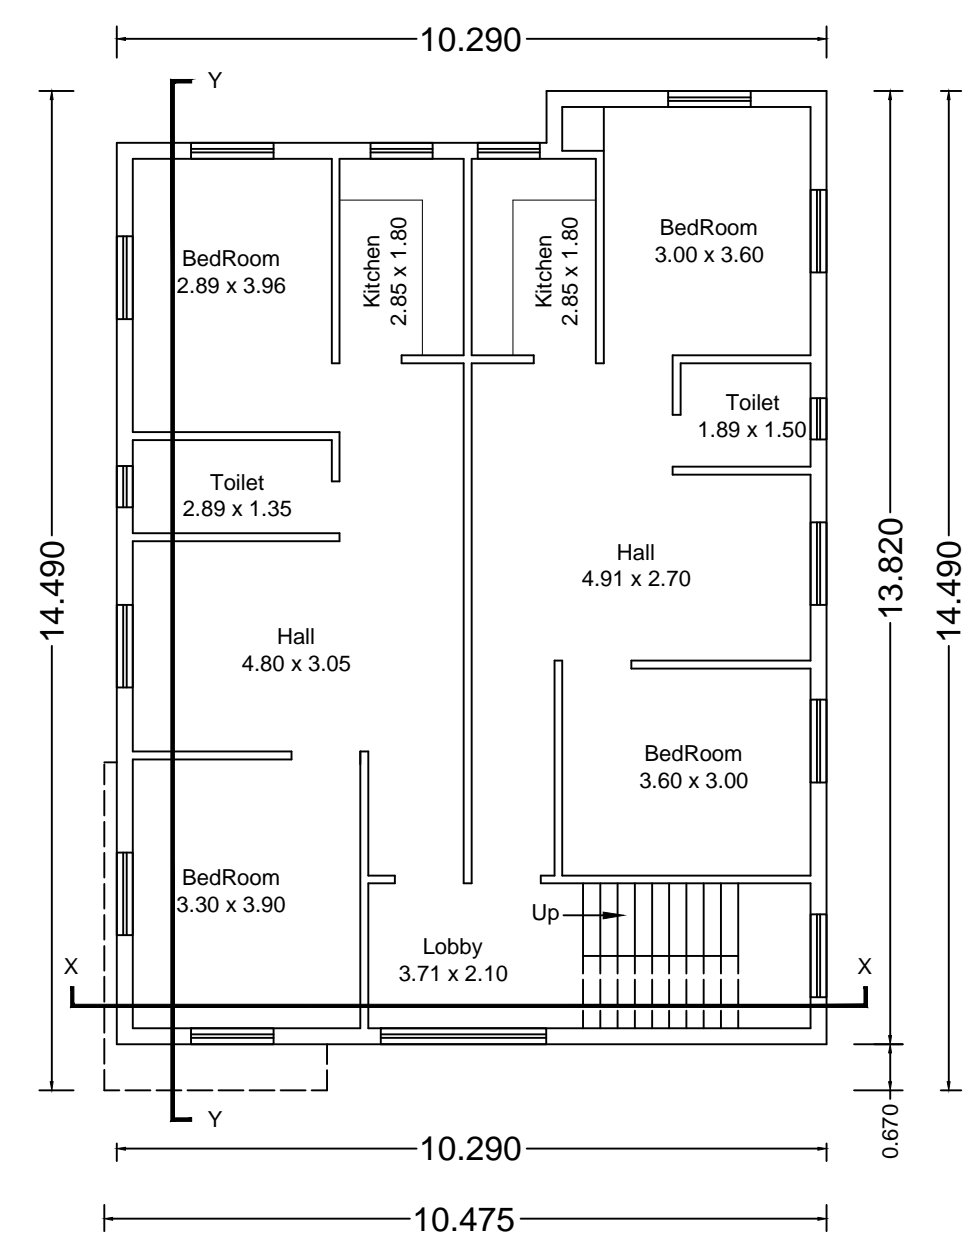 10.290
Y
BedRoom
3.00 x 3.60
BedRoom
2.89 x 3.96
Kitchen
2.85 x 1.80
Kitchen
2.85 x 1.80
Toilet
1.89 x 1.50
Toilet
2.89 x 1.35
Hall
4.91 x 2.70
14.490
13.820
14.490
Hall
4.80 x 3.05
BedRoom
3.60 x 3.00
BedRoom
3.30 x 3.90
Up
Lobby
3.71 x 2.10
X
X
Y
0.670
10.290
10.475